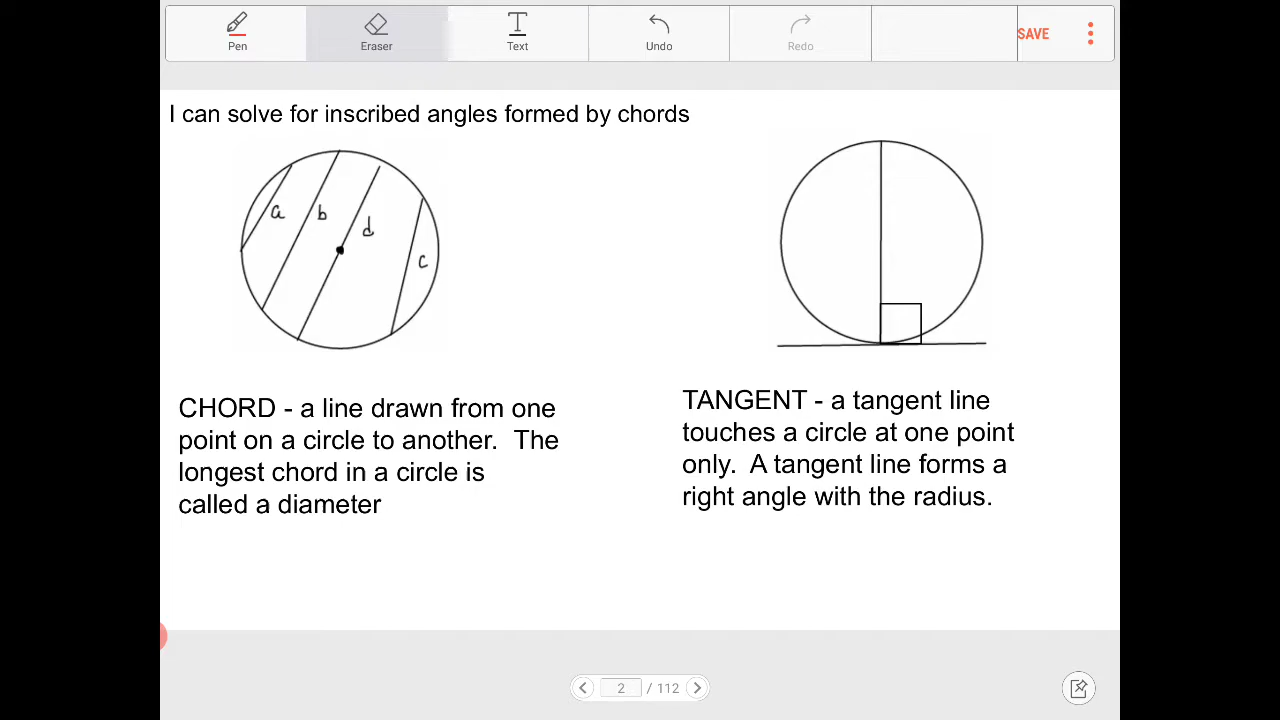 Pen Eraser Text Undo Redo SAVE
I can solve for inscribed angles formed by chords
a b d c
CHORD - a line drawn from one
point on a circle to another. The
longest chord in a circle is
called a diameter
TANGENT - a tangent line
touches a circle at one point
only. A tangent line forms a
right angle with the radius.
2 / 112